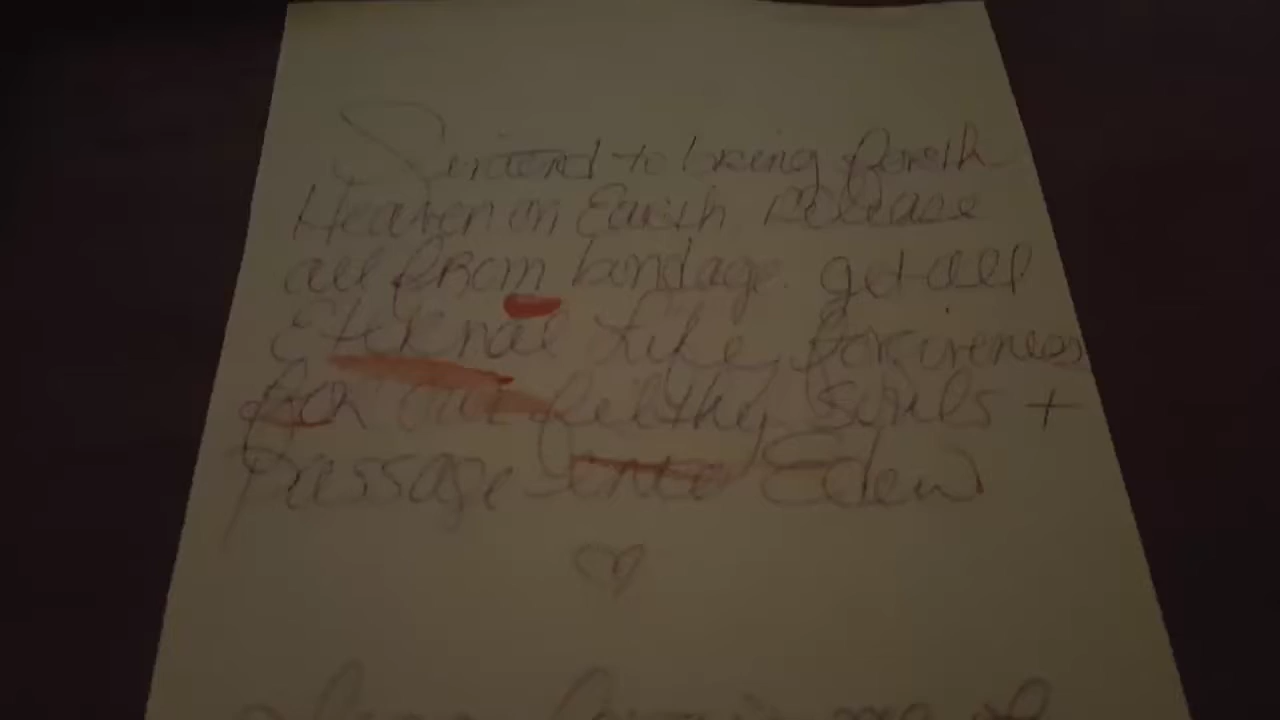 I intend to bring forth
Heaven on Earth release
all from bondage. get all
Eternal Life, forgiveness
for our filthy souls +
passage into Eden